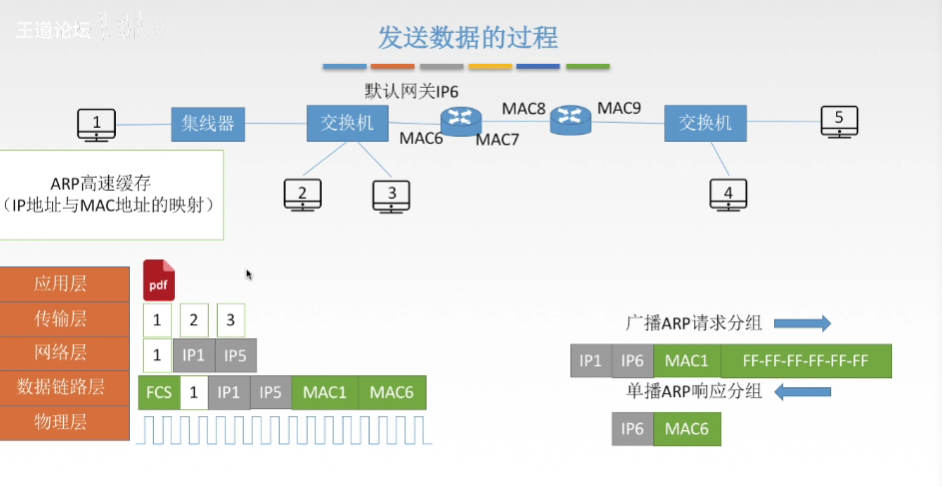 王道论坛
发送数据的过程
默认网关IP6
1
集线器
交换机
MAC6
MAC7
MAC8
MAC9
交换机
5
2
3
4
ARP高速缓存
（IP地址与MAC地址的映射）
应用层
pdf
传输层
1 2 3
网络层
1 IP1 IP5
数据链路层
FCS 1 IP1 IP5 MAC1 MAC6
物理层
广播ARP请求分组
IP1 IP6 MAC1 FF-FF-FF-FF-FF-FF
单播ARP响应分组
IP6 MAC6